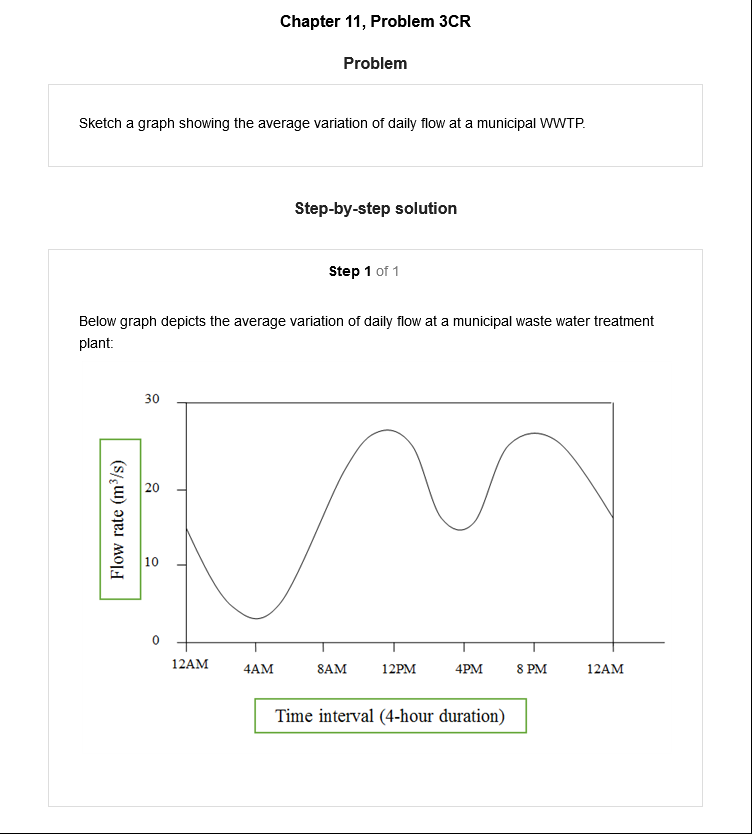 Chapter 11, Problem 3CR
Problem
Sketch a graph showing the average variation of daily flow at a municipal WWTP.
Step-by-step solution
Step 1 of 1
Below graph depicts the average variation of daily flow at a municipal waste water treatment
plant:
30
20
10
0
Flow rate (m³/s)
12AM 4AM 8AM 12PM 4PM 8 PM 12AM
Time interval (4-hour duration)